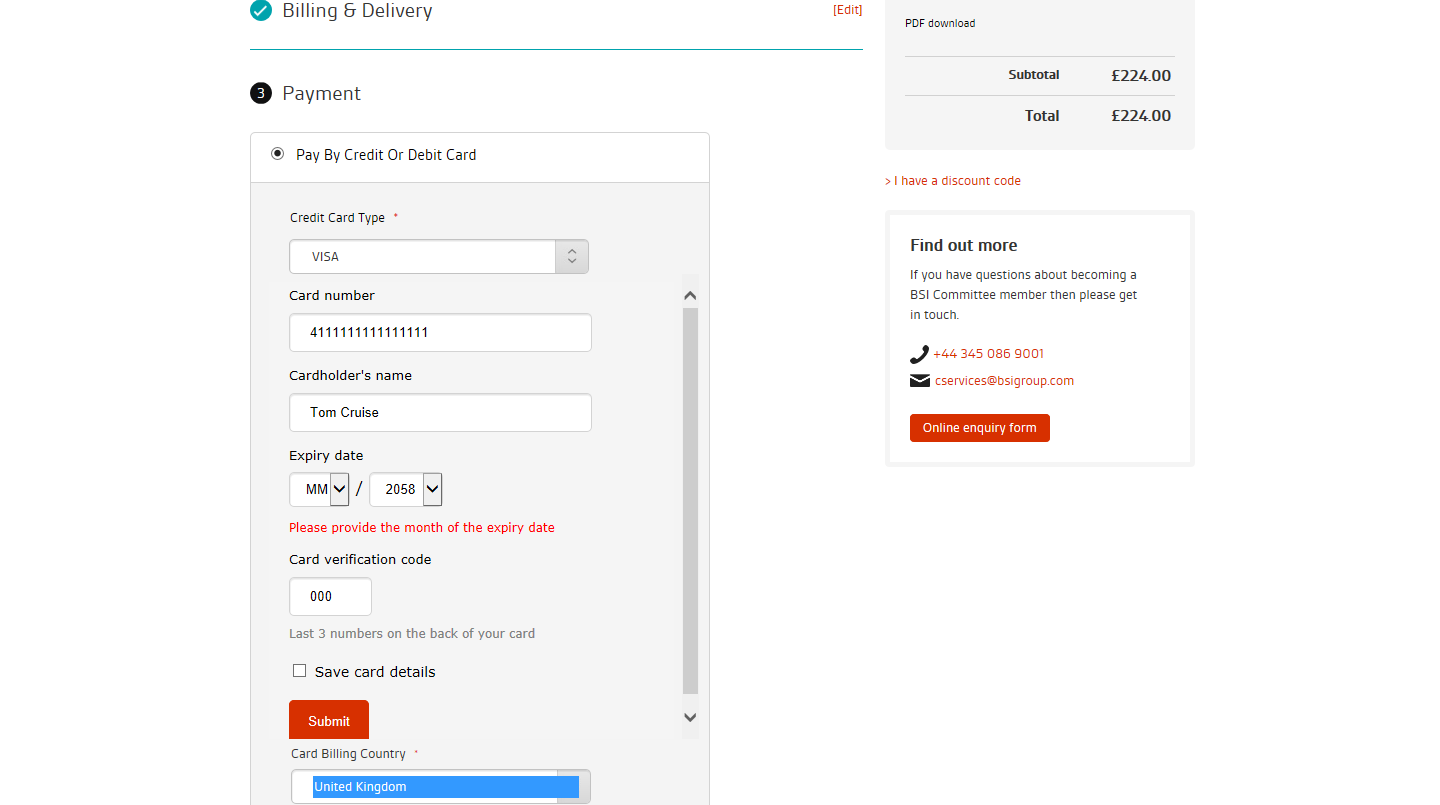 Billing & Delivery
[Edit]
3 Payment
Pay By Credit Or Debit Card
Credit Card Type *
VISA
Card number
4111111111111111
Cardholder's name
Tom Cruise
Expiry date
MM / 2058
Please provide the month of the expiry date
Card verification code
000
Last 3 numbers on the back of your card
Save card details
Submit
Card Billing Country *
United Kingdom
PDF download
Subtotal £224.00
Total £224.00
> I have a discount code
Find out more
If you have questions about becoming a
BSI Committee member then please get
in touch.
+44 345 086 9001
cservices@bsigroup.com
Online enquiry form